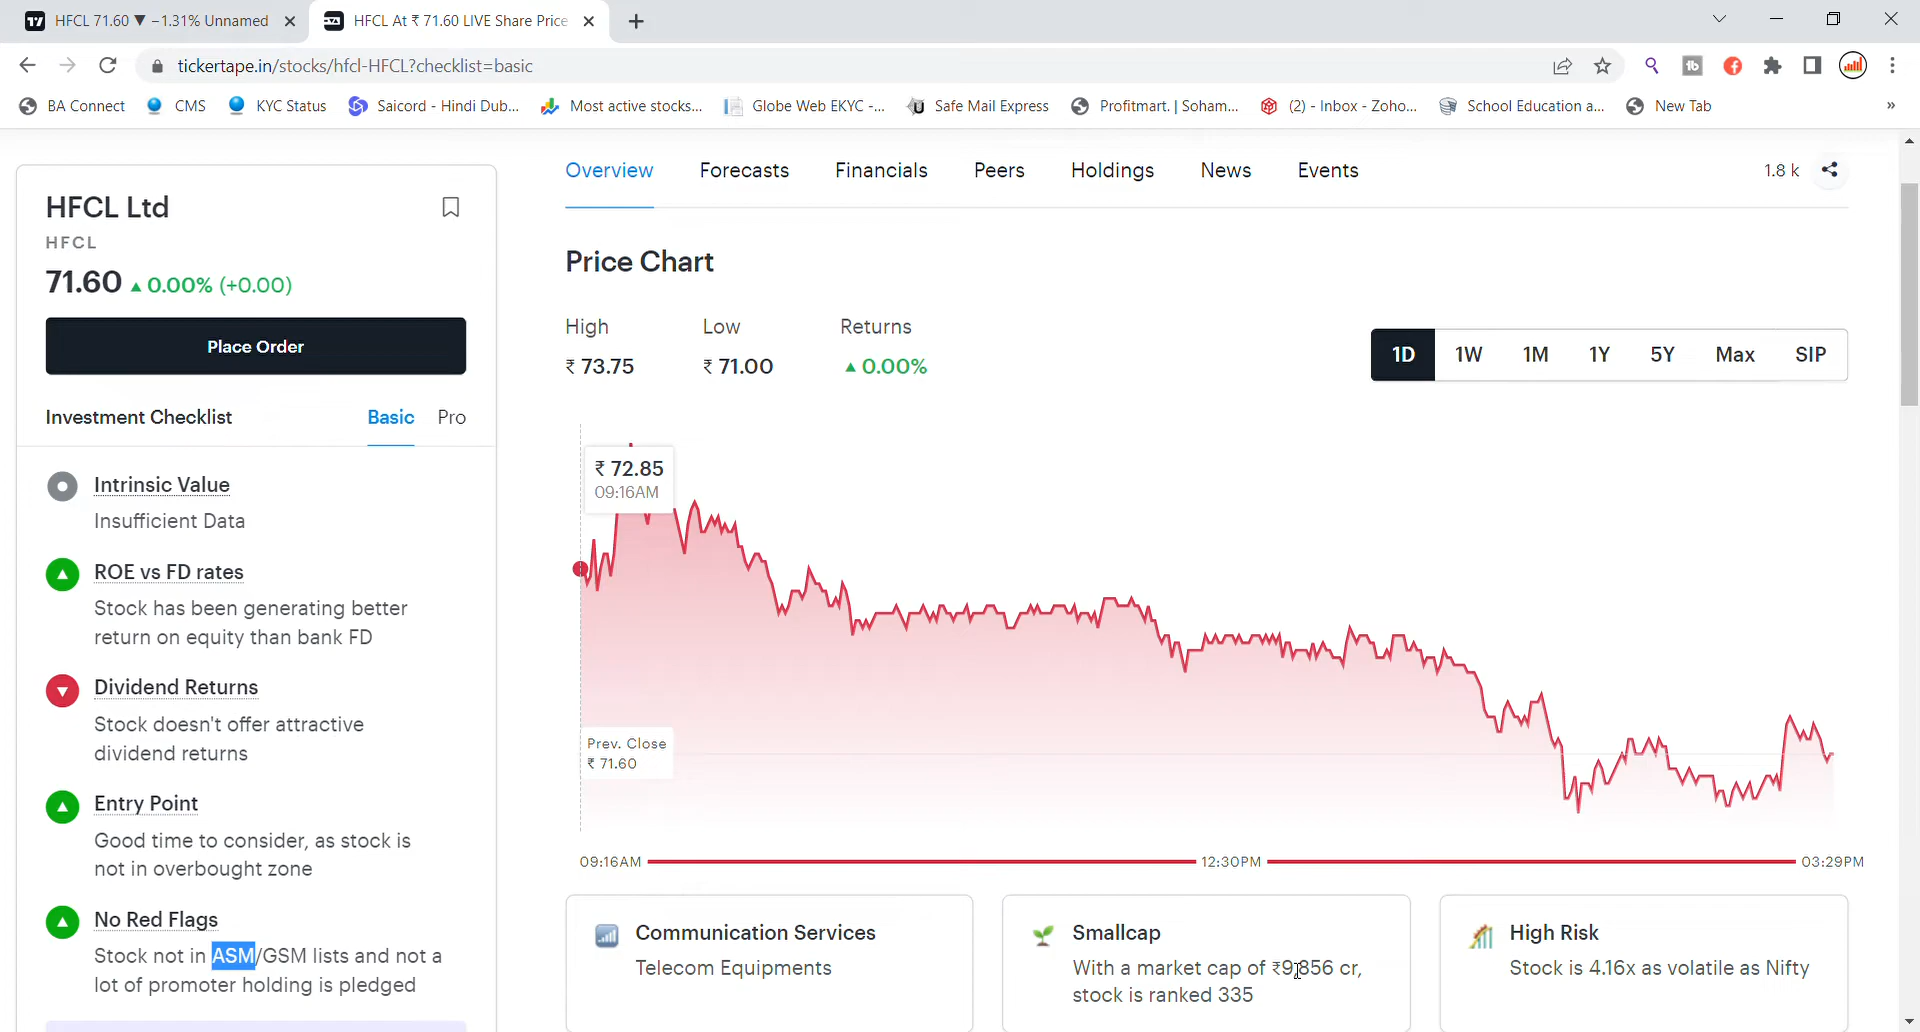 HFCL 71.60 ▼ −1.31% Unnamed
HFCL At ₹ 71.60 LIVE Share Price
tickertape.in/stocks/hfcl-HFCL?checklist=basic
BA Connect
CMS
KYC Status
Saicord - Hindi Dub...
Most active stocks...
Globe Web EKYC -...
Safe Mail Express
Profitmart. | Soham...
(2) - Inbox - Zoho...
School Education a...
New Tab
»
HFCL Ltd
HFCL
71.60 ▲ 0.00% (+0.00)
Place Order
Investment Checklist
Basic
Pro
Intrinsic Value
Insufficient Data
ROE vs FD rates
Stock has been generating better
return on equity than bank FD
Dividend Returns
Stock doesn't offer attractive
dividend returns
Entry Point
Good time to consider, as stock is
not in overbought zone
No Red Flags
Stock not in ASM/GSM lists and not a
lot of promoter holding is pledged
Overview
Forecasts
Financials
Peers
Holdings
News
Events
1.8 k
Price Chart
High
Low
Returns
₹ 73.75
₹ 71.00
▲ 0.00%
1D
1W
1M
1Y
5Y
Max
SIP
₹ 72.85
09:16AM
Prev. Close
₹ 71.60
09:16AM
12:30PM
03:29PM
Communication Services
Telecom Equipments
Smallcap
With a market cap of ₹9,856 cr,
stock is ranked 335
High Risk
Stock is 4.16x as volatile as Nifty